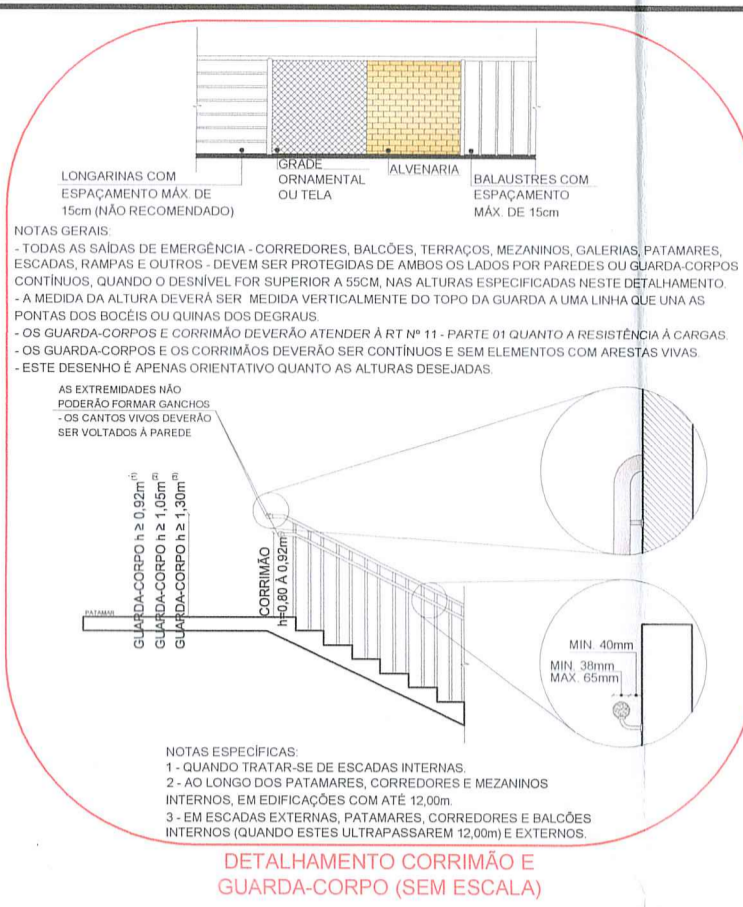 LONGARINAS COM
ESPAÇAMENTO MÁX. DE
15cm (NÃO RECOMENDADO)
GRADE
ORNAMENTAL
OU TELA
ALVENARIA
BALAUSTRES COM
ESPAÇAMENTO
MÁX. DE 15cm
NOTAS GERAIS:
- TODAS AS SAÍDAS DE EMERGÊNCIA - CORREDORES, BALCÕES, TERRAÇOS, MEZANINOS, GALERIAS, PATAMARES,
ESCADAS, RAMPAS E OUTROS - DEVEM SER PROTEGIDAS DE AMBOS OS LADOS POR PAREDES OU GUARDA-CORPOS
CONTÍNUOS, QUANDO O DESNÍVEL FOR SUPERIOR A 55CM, NAS ALTURAS ESPECIFICADAS NESTE DETALHAMENTO.
- A MEDIDA DA ALTURA DEVERÁ SER MEDIDA VERTICALMENTE DO TOPO DA GUARDA A UMA LINHA QUE UNA AS
PONTAS DOS BOCÉIS OU QUINAS DOS DEGRAUS.
- OS GUARDA-CORPOS E CORRIMÃO DEVERÃO ATENDER À RT Nº 11 - PARTE 01 QUANTO A RESISTÊNCIA À CARGAS.
- OS GUARDA-CORPOS E OS CORRIMÃOS DEVERÃO SER CONTÍNUOS E SEM ELEMENTOS COM ARESTAS VIVAS.
- ESTE DESENHO É APENAS ORIENTATIVO QUANTO AS ALTURAS DESEJADAS.
AS EXTREMIDADES NÃO
PODERÃO FORMAR GANCHOS
- OS CANTOS VIVOS DEVERÃO
SER VOLTADOS À PAREDE
GUARDA-CORPO h ≥ 0,92m(1)
GUARDA-CORPO h ≥ 1,05m(2)
GUARDA-CORPO h ≥ 1,30m(3)
CORRIMÃO
h=0,80 À 0,92m
PATAMAR
MIN. 40mm
MIN. 38mm
MAX. 65mm
NOTAS ESPECÍFICAS:
1 - QUANDO TRATAR-SE DE ESCADAS INTERNAS.
2 - AO LONGO DOS PATAMARES, CORREDORES E MEZANINOS
INTERNOS, EM EDIFICAÇÕES COM ATÉ 12,00m.
3 - EM ESCADAS EXTERNAS, PATAMARES, CORREDORES E BALCÕES
INTERNOS (QUANDO ESTES ULTRAPASSAREM 12,00m) E EXTERNOS.
DETALHAMENTO CORRIMÃO E
GUARDA-CORPO (SEM ESCALA)